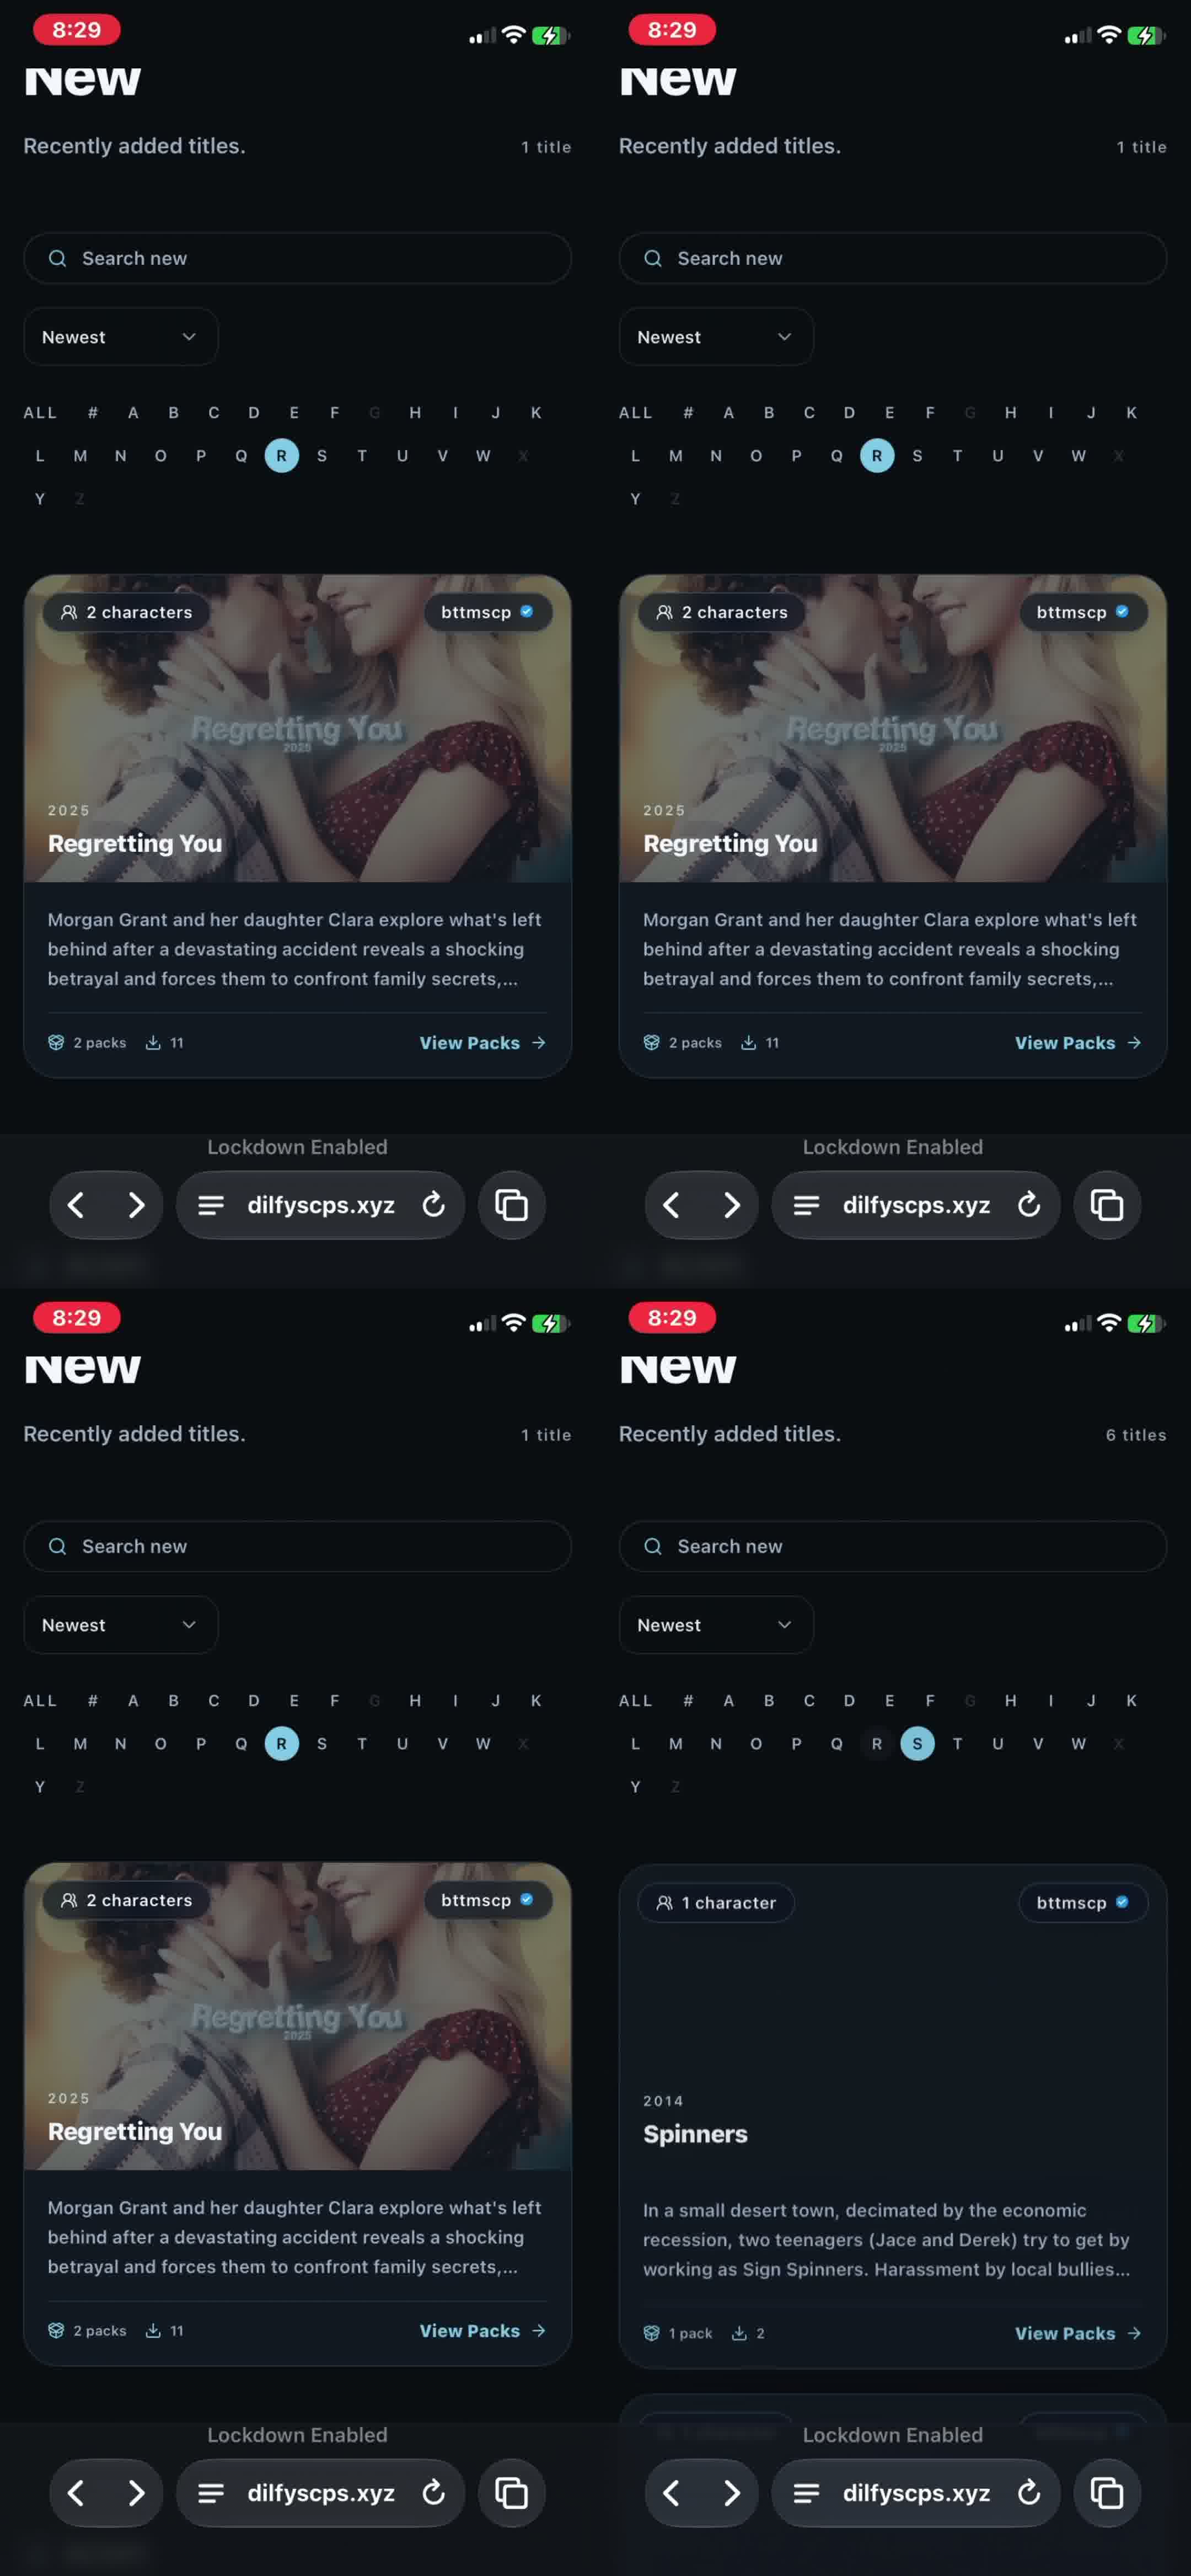 8:29
New
Recently added titles. 1 title
Search new
Newest
ALL # A B C D E F G H I J K
L M N O P Q R S T U V W X
Y Z
2 characters bttmscp
Regretting You
2025
2025
Regretting You
Morgan Grant and her daughter Clara explore what's left
behind after a devastating accident reveals a shocking
betrayal and forces them to confront family secrets,...
2 packs 11 View Packs
Lockdown Enabled
dilfyscps.xyz
8:29
New
Recently added titles. 1 title
Search new
Newest
ALL # A B C D E F G H I J K
L M N O P Q R S T U V W X
Y Z
2 characters bttmscp
Regretting You
2025
2025
Regretting You
Morgan Grant and her daughter Clara explore what's left
behind after a devastating accident reveals a shocking
betrayal and forces them to confront family secrets,...
2 packs 11 View Packs
Lockdown Enabled
dilfyscps.xyz
8:29
New
Recently added titles. 1 title
Search new
Newest
ALL # A B C D E F G H I J K
L M N O P Q R S T U V W X
Y Z
2 characters bttmscp
Regretting You
2025
2025
Regretting You
Morgan Grant and her daughter Clara explore what's left
behind after a devastating accident reveals a shocking
betrayal and forces them to confront family secrets,...
2 packs 11 View Packs
Lockdown Enabled
dilfyscps.xyz
8:29
New
Recently added titles. 6 titles
Search new
Newest
ALL # A B C D E F G H I J K
L M N O P Q R S T U V W X
Y Z
1 character bttmscp
2014
Spinners
In a small desert town, decimated by the economic
recession, two teenagers (Jace and Derek) try to get by
working as Sign Spinners. Harassment by local bullies...
1 pack 2 View Packs
Lockdown Enabled
dilfyscps.xyz